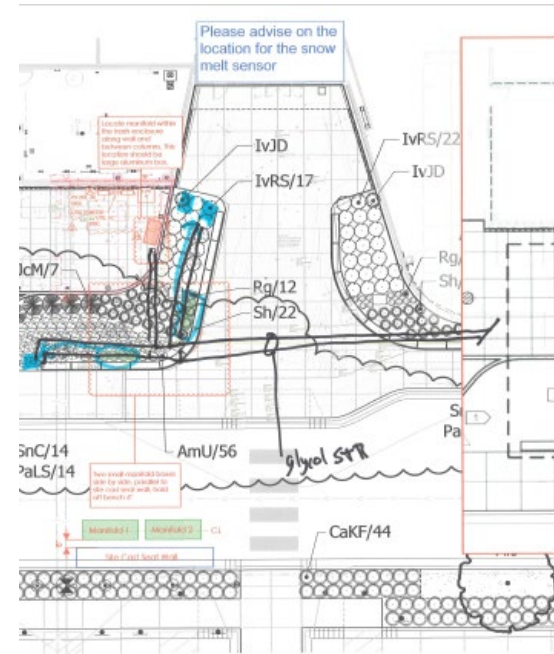 Please advise on the
location for the snow
melt sensor
Locate manifold within
the trash enclosure
along wall and
between columns, this
location should be
large aluminum box.
IvJD
IvRS/17
IvRS/22
IvJD
JcM/7
Rg/12
Sh/22
Rg/
Sh/
SnC/14
PaLS/14
AmU/56
glycol S+R
Two small manifold boxes
side by side, parallel to
site cast seat wall, hold
off bench 6"
Manifold 1
Manifold 2
Site Cast Seat Wall
CaKF/44
Pa
1